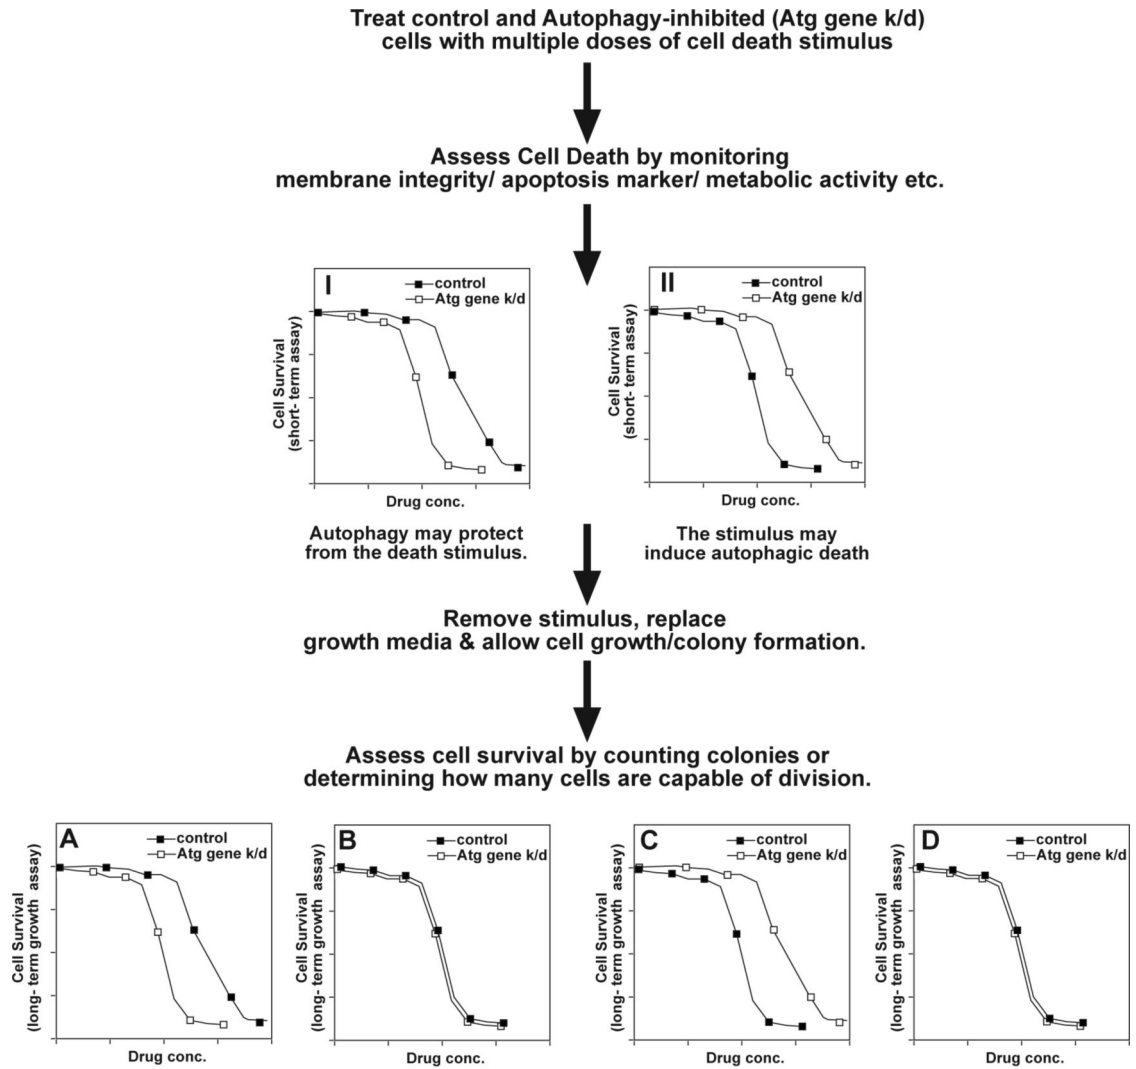 Treat control and Autophagy-inhibited (Atg gene k/d)
cells with multiple doses of cell death stimulus
Assess Cell Death by monitoring
membrane integrity/ apoptosis marker/ metabolic activity etc.
I
control
Atg gene k/d
Cell Survival
(short- term assay)
Drug conc.
II
control
Atg gene k/d
Cell Survival
(short- term assay)
Drug conc.
Autophagy may protect
from the death stimulus.
The stimulus may
induce autophagic death
Remove stimulus, replace
growth media & allow cell growth/colony formation.
Assess cell survival by counting colonies or
determining how many cells are capable of division.
A
control
Atg gene k/d
Cell Survival
(long- term growth assay)
Drug conc.
B
control
Atg gene k/d
Cell Survival
(long- term growth assay)
Drug conc.
C
control
Atg gene k/d
Cell Survival
(long- term growth assay)
Drug conc.
D
control
Atg gene k/d
Cell Survival
(long- term growth assay)
Drug conc.